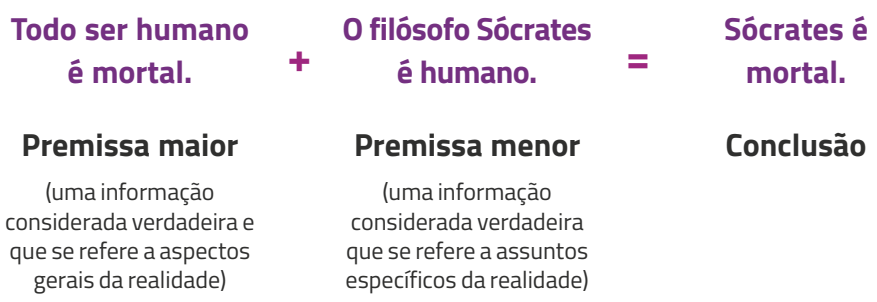 Todo ser humano
é mortal.
+
O filósofo Sócrates
é humano.
=
Sócrates é
mortal.
Premissa maior
(uma informação
considerada verdadeira e
que se refere a aspectos
gerais da realidade)
Premissa menor
(uma informação
considerada verdadeira
que se refere a assuntos
específicos da realidade)
Conclusão